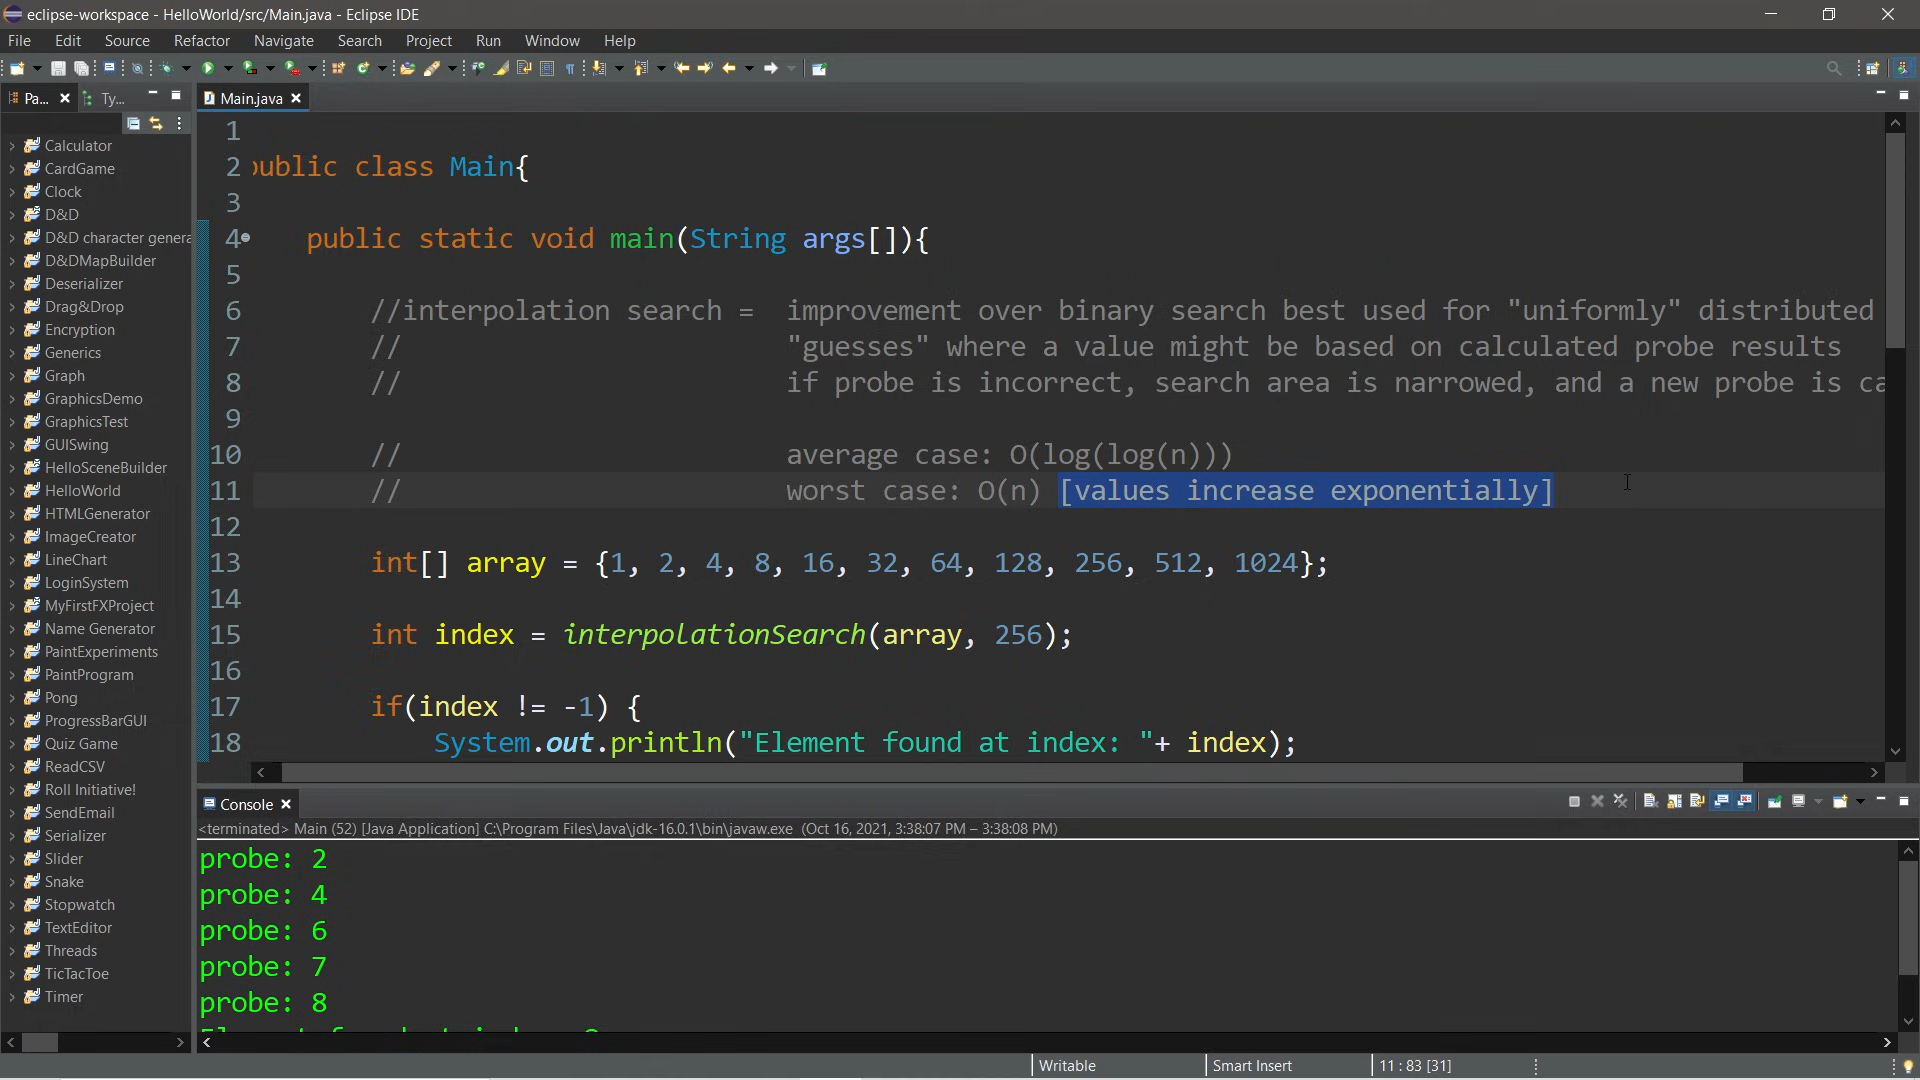 eclipse-workspace - HelloWorld/src/Main.java - Eclipse IDE
File Edit Source Refactor Navigate Search Project Run Window Help
Pa... Ty...
Main.java
Calculator
CardGame
Clock
D&D
D&D character genera
D&DMapBuilder
Deserializer
Drag&Drop
Encryption
Generics
Graph
GraphicsDemo
GraphicsTest
GUISwing
HelloSceneBuilder
HelloWorld
HTMLGenerator
ImageCreator
LineChart
LoginSystem
MyFirstFXProject
Name Generator
PaintExperiments
PaintProgram
Pong
ProgressBarGUI
Quiz Game
ReadCSV
Roll Initiative!
SendEmail
Serializer
Slider
Snake
Stopwatch
TextEditor
Threads
TicTacToe
Timer
1
2 public class Main{
3
4 public static void main(String args[]){
5
6 //interpolation search = improvement over binary search best used for "uniformly" distributed
7 // "guesses" where a value might be based on calculated probe results
8 // if probe is incorrect, search area is narrowed, and a new probe is ca
9
10 // average case: O(log(log(n)))
11 // worst case: O(n) [values increase exponentially]
12
13 int[] array = {1, 2, 4, 8, 16, 32, 64, 128, 256, 512, 1024};
14
15 int index = interpolationSearch(array, 256);
16
17 if(index != -1) {
18 System.out.println("Element found at index: "+ index);
Console
<terminated> Main (52) [Java Application] C:\Program Files\Java\jdk-16.0.1\bin\javaw.exe (Oct 16, 2021, 3:38:07 PM – 3:38:08 PM)
probe: 2
probe: 4
probe: 6
probe: 7
probe: 8
Writable Smart Insert 11 : 83 [31]